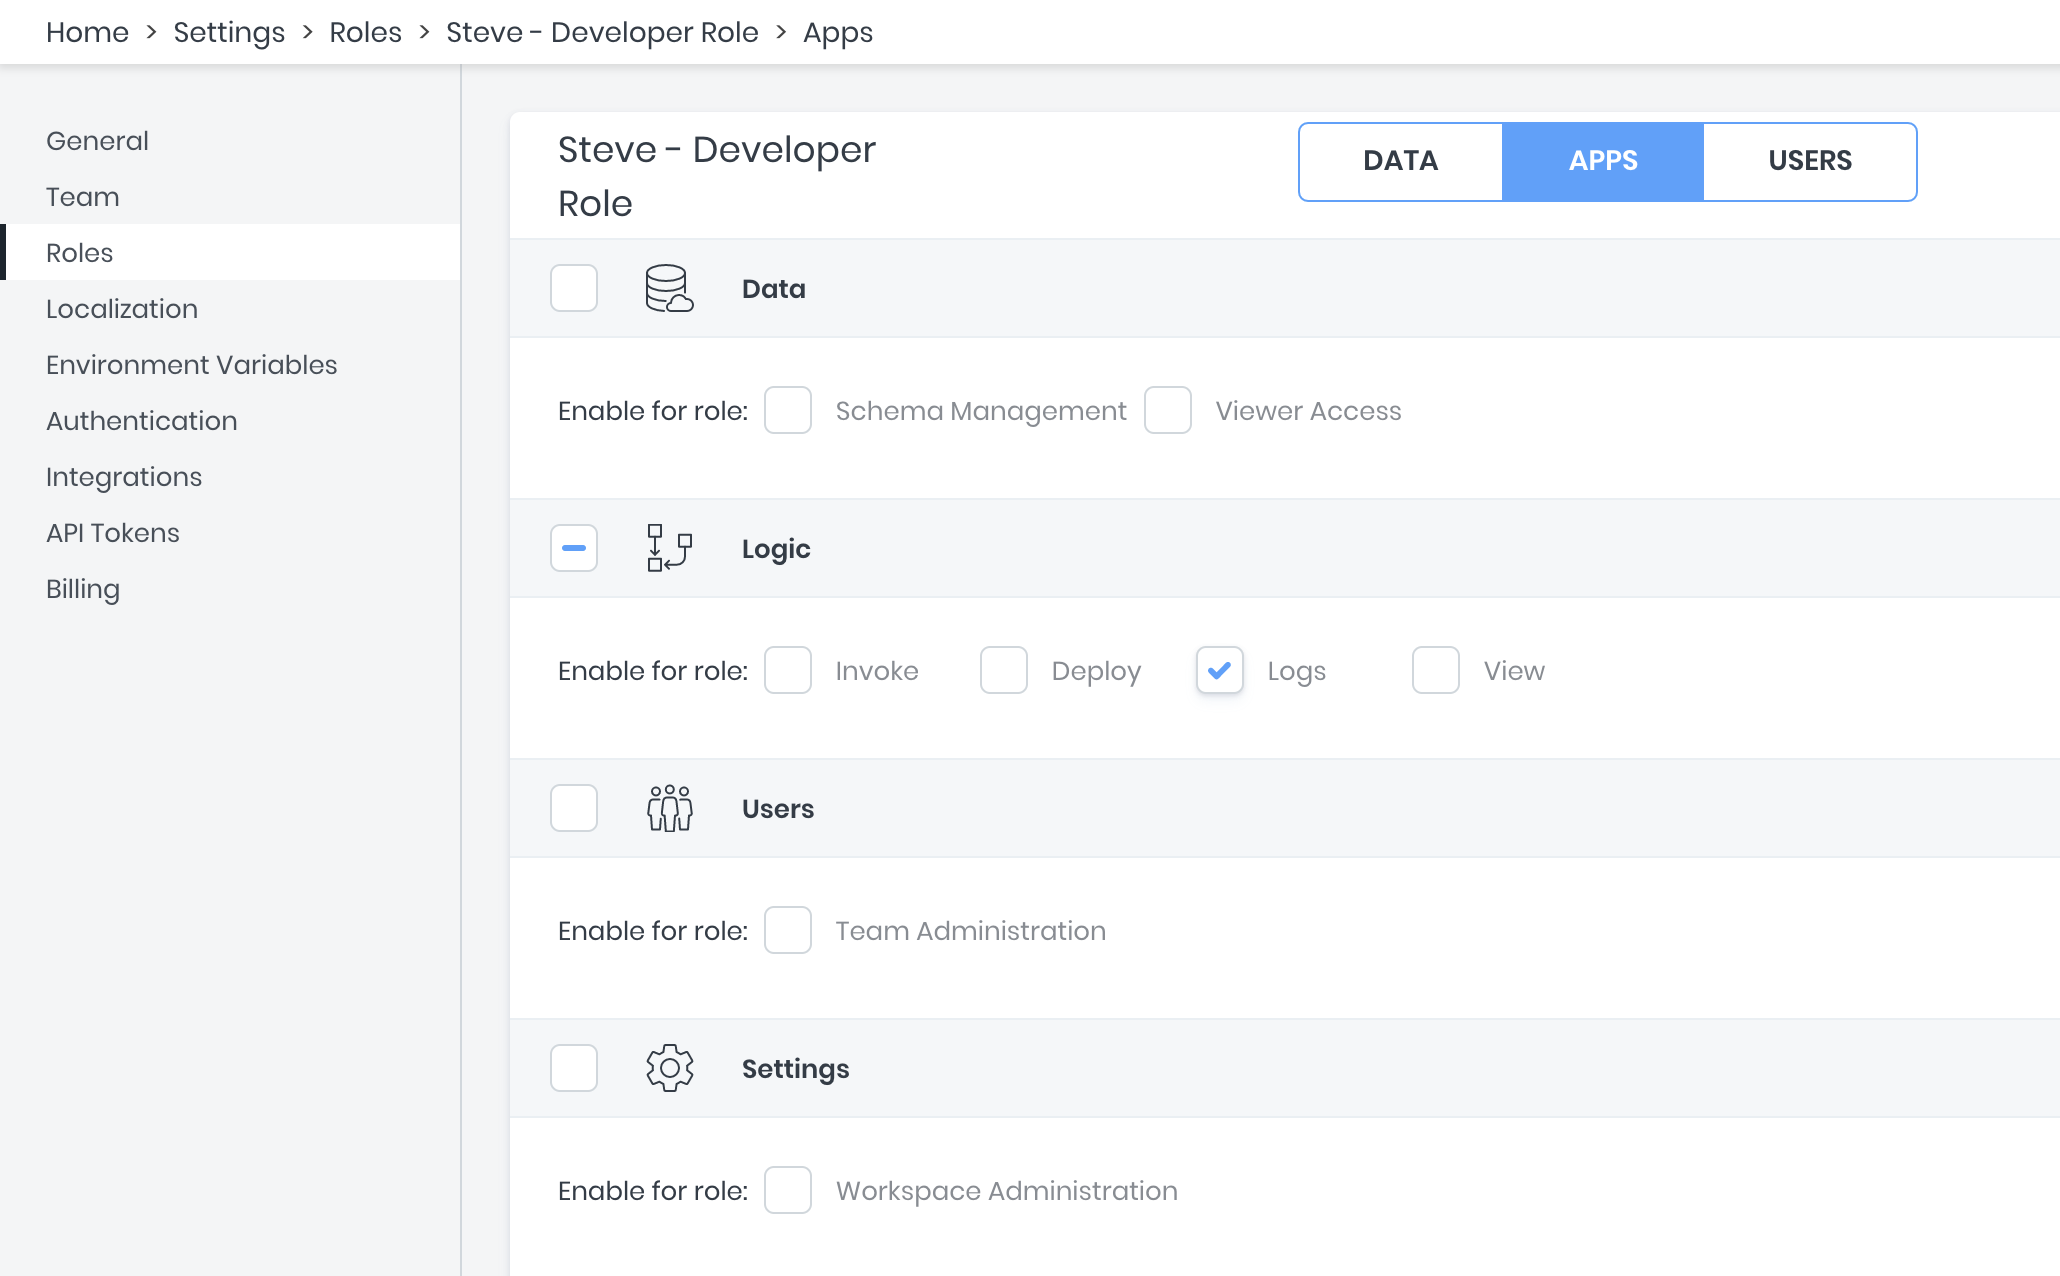 Home > Settings > Roles > Steve - Developer Role > Apps
General
Team
Roles
Localization
Environment Variables
Authentication
Integrations
API Tokens
Billing
Steve - Developer
Role
DATA APPS USERS
Data
Enable for role: Schema Management Viewer Access
Logic
Enable for role: Invoke Deploy Logs View
Users
Enable for role: Team Administration
Settings
Enable for role: Workspace Administration